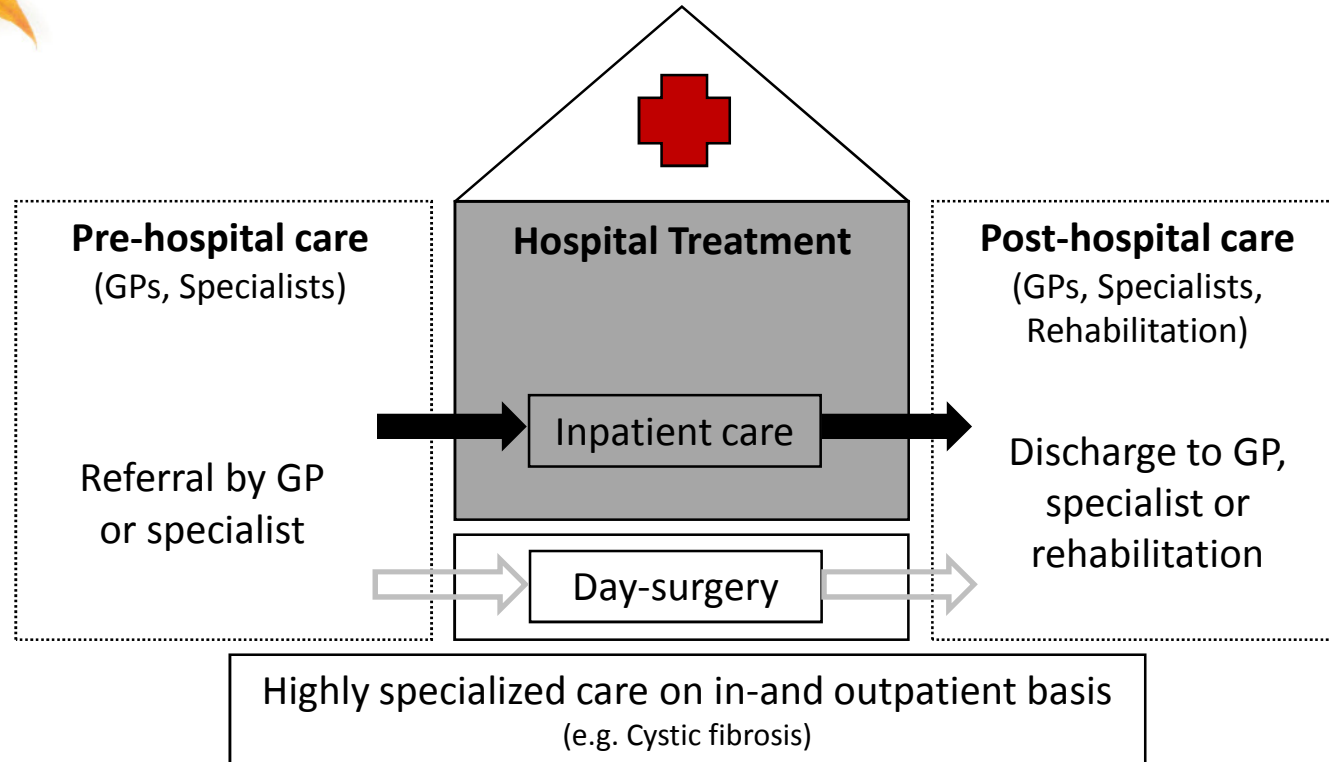 Pre-hospital care
(GPs, Specialists)
Referral by GP
or specialist
Hospital Treatment
Inpatient care
Day-surgery
Post-hospital care
(GPs, Specialists,
Rehabilitation)
Discharge to GP,
specialist or
rehabilitation
Highly specialized care on in-and outpatient basis
(e.g. Cystic fibrosis)